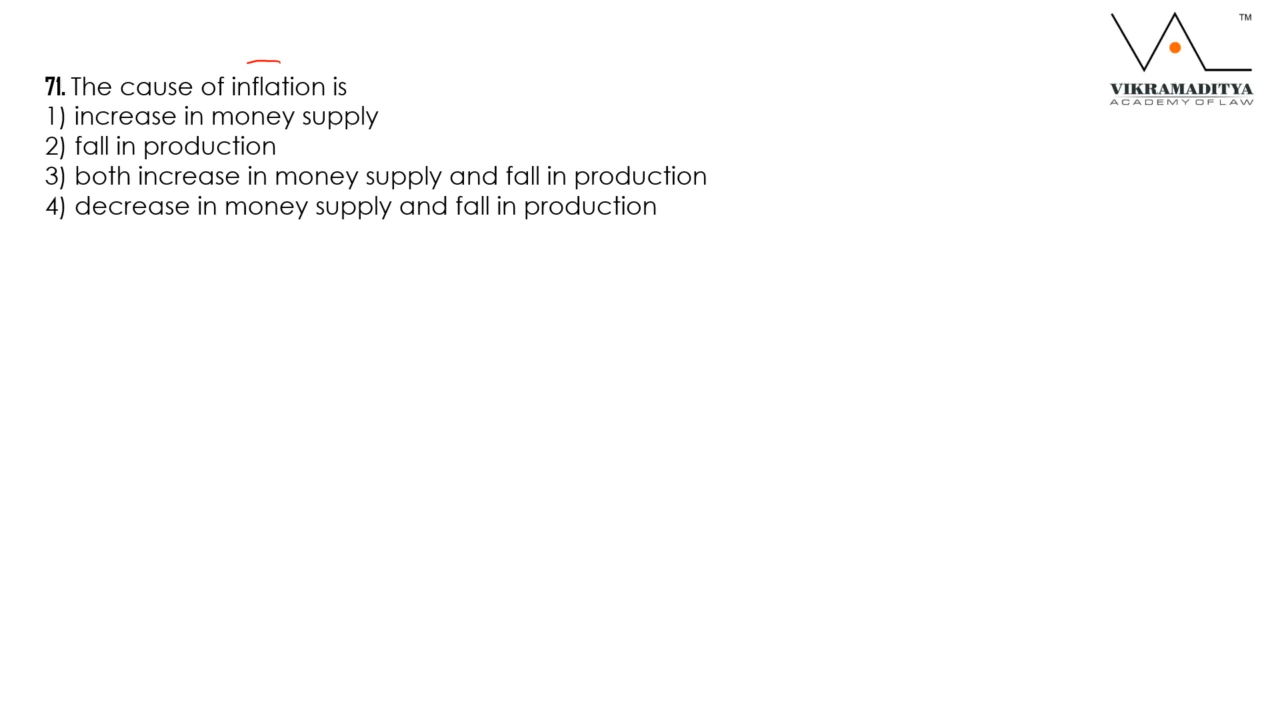 TM
VIKRAMADITYA
ACADEMY OF LAW
71. The cause of inflation is
1) increase in money supply
2) fall in production
3) both increase in money supply and fall in production
4) decrease in money supply and fall in production